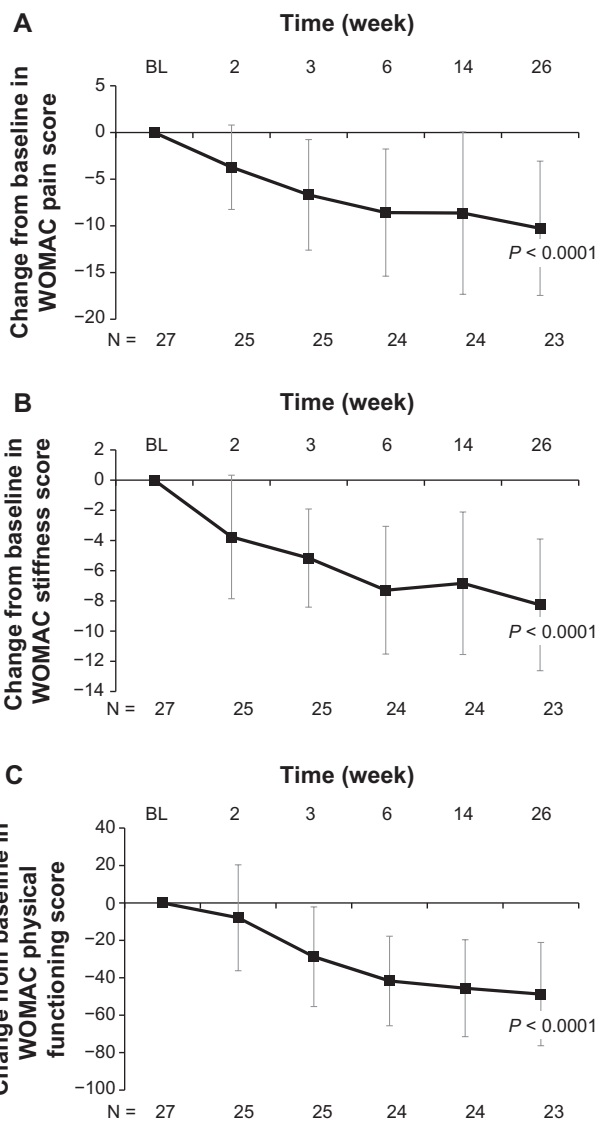 A
Time (week)
BL 2 3 6 14 26
Change from baseline in
WOMAC pain score
5
0
−5
−10
−15
−20
P < 0.0001
N = 27 25 25 24 24 23
B
Time (week)
BL 2 3 6 14 26
Change from baseline in
WOMAC stiffness score
2
0
−2
−4
−6
−8
−10
−12
−14
P < 0.0001
N = 27 25 25 24 24 23
C
Time (week)
BL 2 3 6 14 26
Change from baseline in
WOMAC physical
functioning score
40
20
0
−20
−40
−60
−80
−100
P < 0.0001
N = 27 25 25 24 24 23